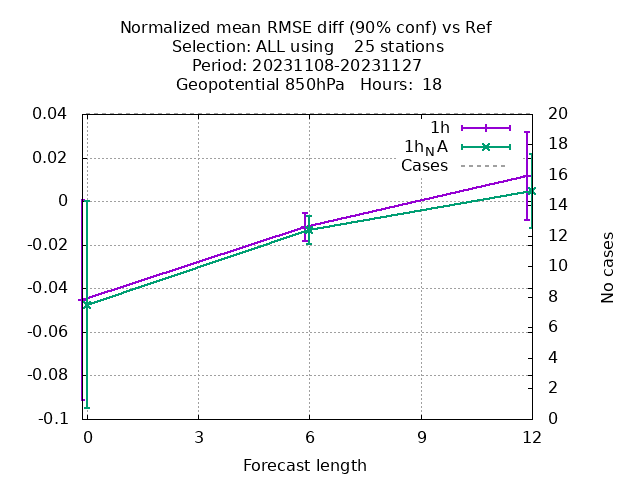 Normalized mean RMSE diff (90% conf) vs Ref
Selection: ALL using    25 stations
Period: 20231108-20231127
Geopotential 850hPa   Hours:  18
1h
1h_N A
Cases
0.04
0.02
0
-0.02
-0.04
-0.06
-0.08
-0.1
20
18
16
14
12
10
8
6
4
2
0
No cases
0
3
6
9
12
Forecast length